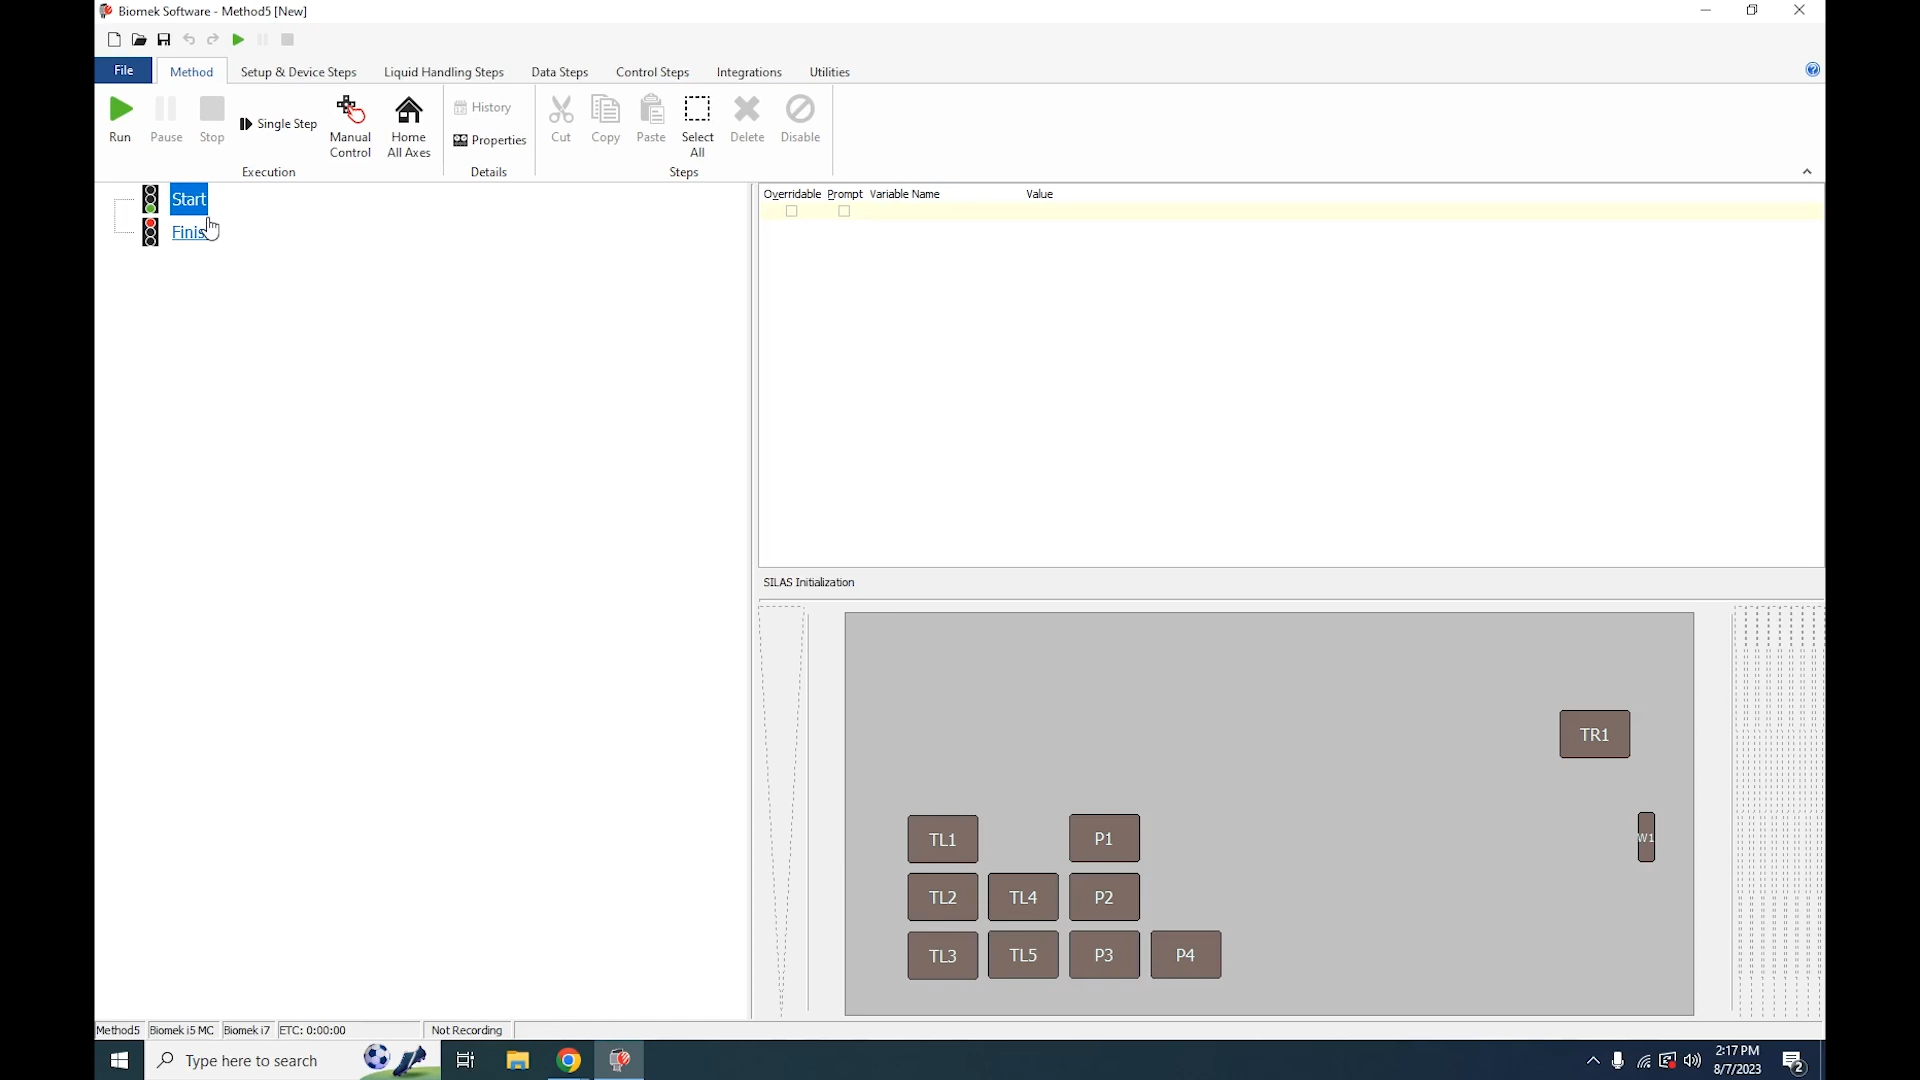 Biomek Software - Method5 [New]
File Method Setup & Device Steps Liquid Handling Steps Data Steps Control Steps Integrations Utilities
Run Pause Stop Single Step Manual Control Home All Axes
Execution
History
Properties
Details
Cut Copy Paste Select All Delete Disable
Steps
Start
Finis
Overridable Prompt Variable Name Value
SILAS Initialization
TR1
TL1 P1 W1
TL2 TL4 P2
TL3 TL5 P3 P4
Method5 Biomek i5 MC Biomek i7 ETC: 0:00:00 Not Recording
Type here to search
2:17 PM
8/7/2023
2